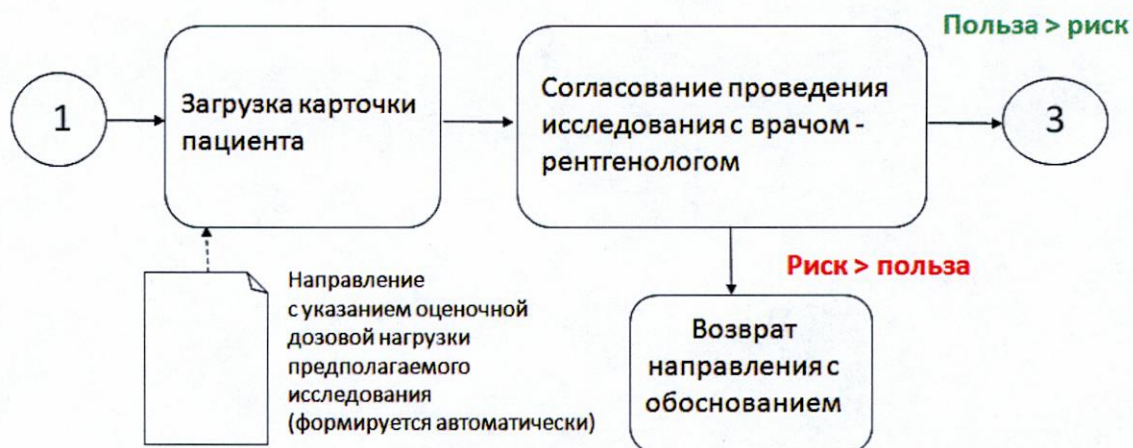 Польза > риск
1
Загрузка карточки
пациента
Согласование проведения
исследования с врачом -
рентгенологом
3
Риск > польза
Направление
с указанием оценочной
дозовой нагрузки
предполагаемого
исследования
(формируется автоматически)
Возврат
направления с
обоснованием